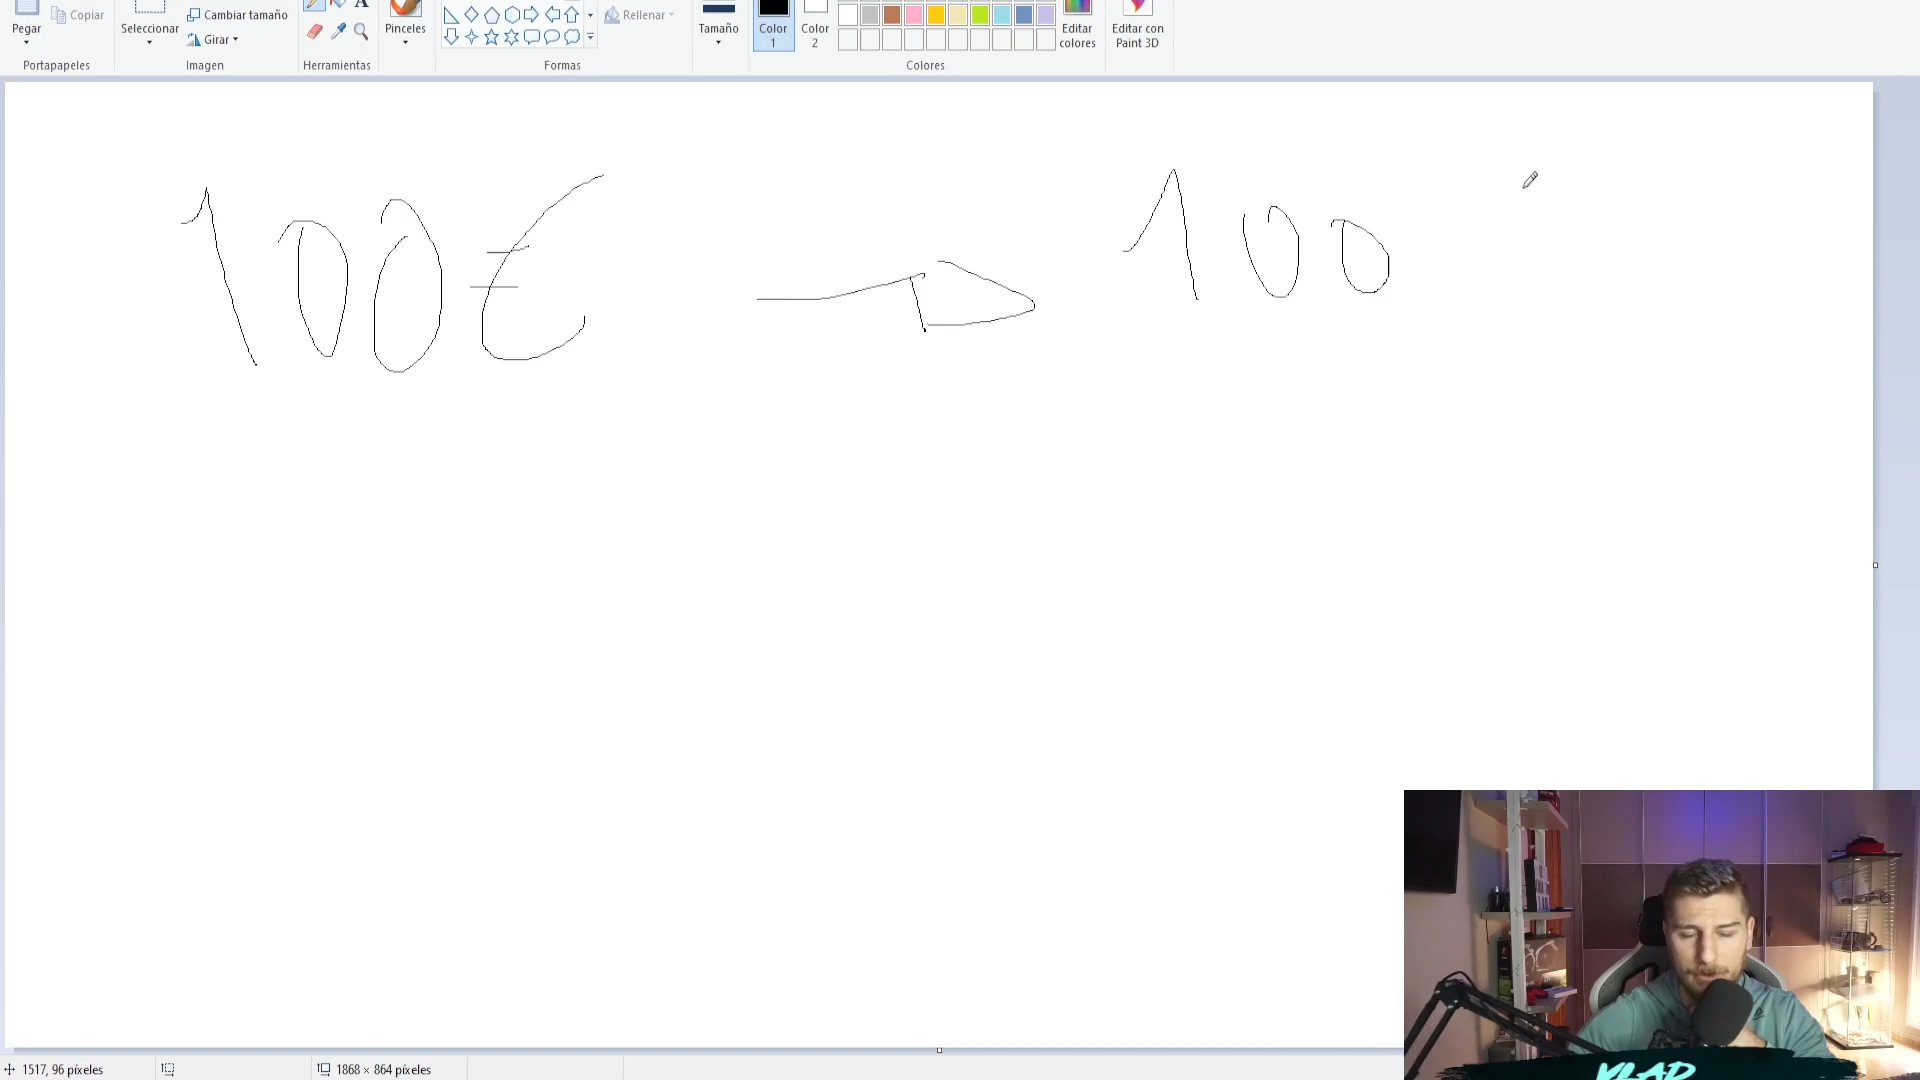 Pegar
Copiar
Portapapeles
Seleccionar
Cambiar tamaño
Girar
Imagen
A
Herramientas
Pinceles
Rellenar
Formas
Tamaño
Color 1
Color 2
Editar colores
Colores
Editar con Paint 3D
100€
100
1517, 96 píxeles
1868 × 864 píxeles
VLAD